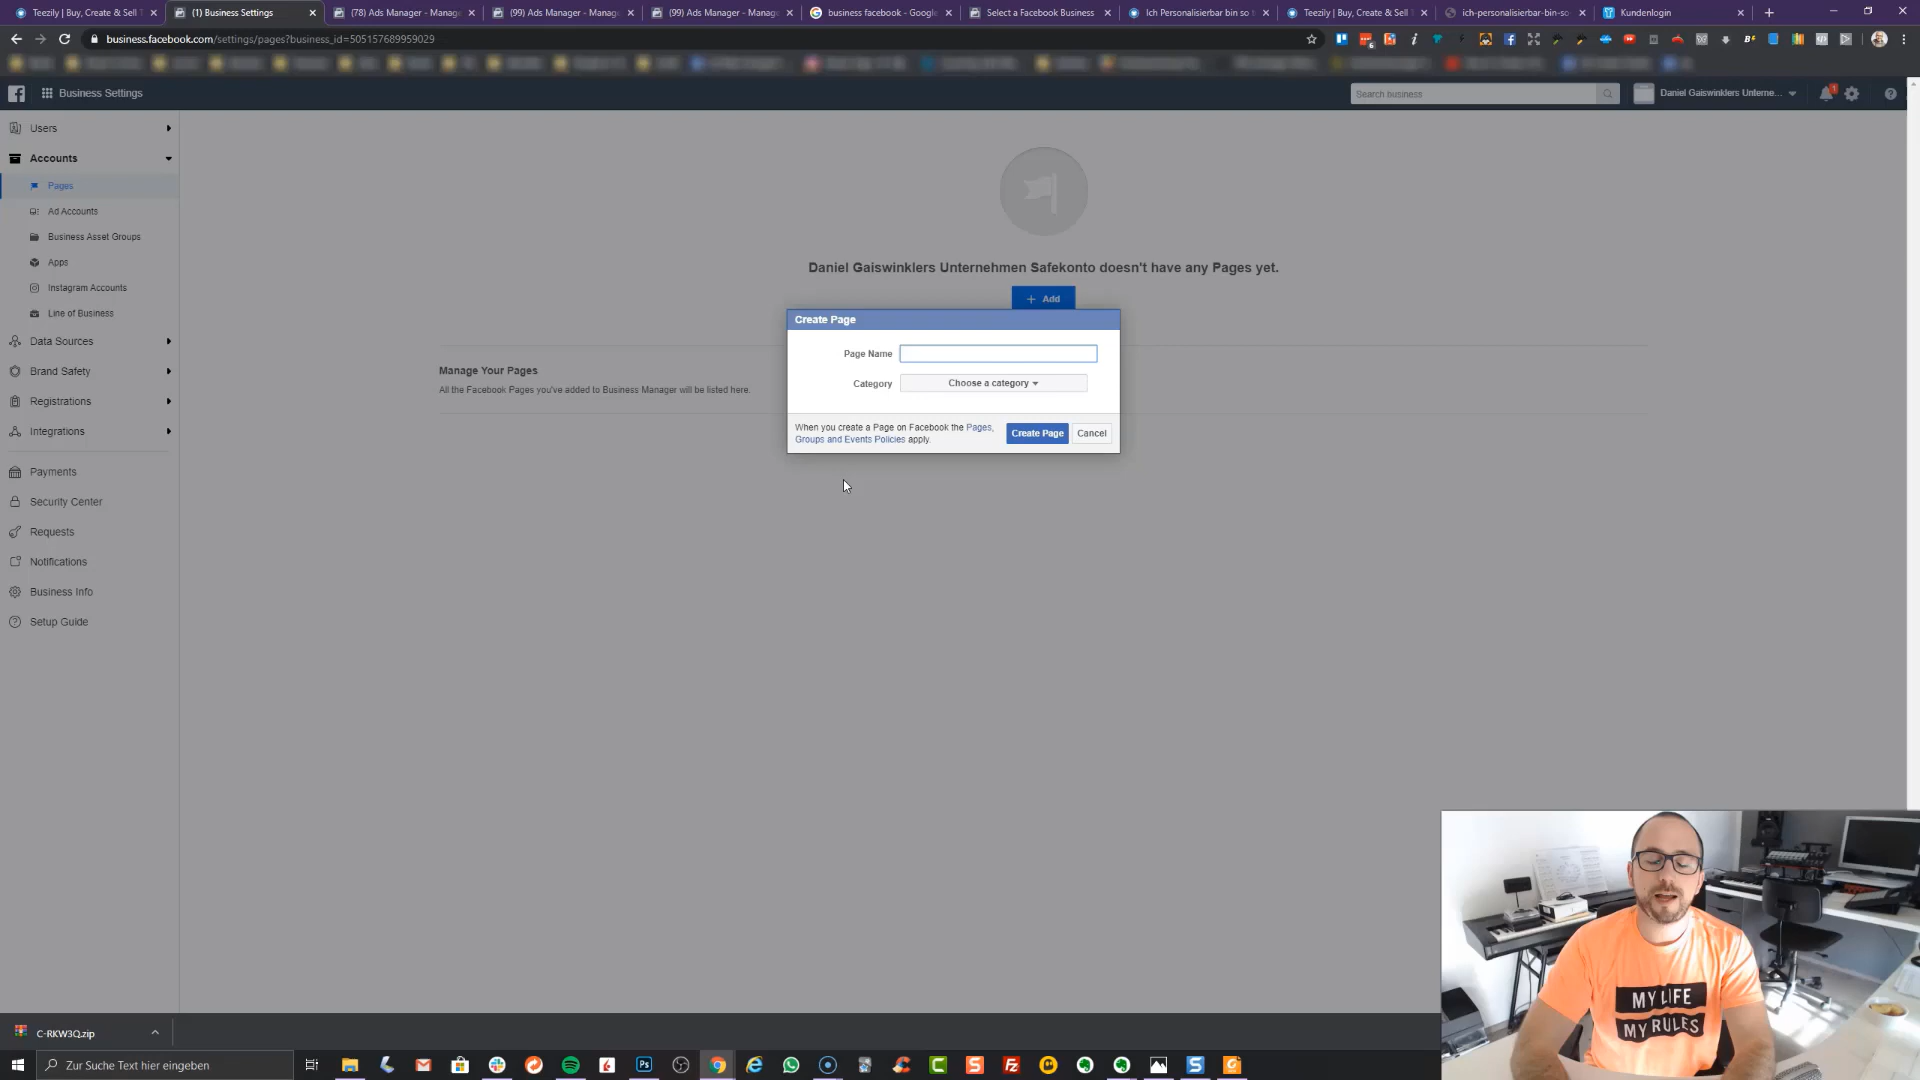 Teezily | Buy, Create & Sell T
(1) Business Settings
(78) Ads Manager - Manage
(99) Ads Manager - Manage
(99) Ads Manager - Manage
business facebook - Google
Select a Facebook Business
Ich Personalisierbar bin so t
Teezily | Buy, Create & Sell T
ich-personalisierbar-bin-so
Kundenlogin
business.facebook.com/settings/pages?business_id=505157689959029
Business Settings
Search business
Daniel Gaiswinklers Unterne...
1
Users
Accounts
Pages
Ad Accounts
Business Asset Groups
Apps
Instagram Accounts
Line of Business
Data Sources
Brand Safety
Registrations
Integrations
Payments
Security Center
Requests
Notifications
Business Info
Setup Guide
Daniel Gaiswinklers Unternehmen Safekonto doesn't have any Pages yet.
+ Add
Manage Your Pages
All the Facebook Pages you've added to Business Manager will be listed here.
Create Page
Page Name
Category
Choose a category
When you create a Page on Facebook the Pages,
Groups and Events Policies apply.
Create Page
Cancel
MY LIFE
MY RULES
C-RKW3Q.zip
Zur Suche Text hier eingeben